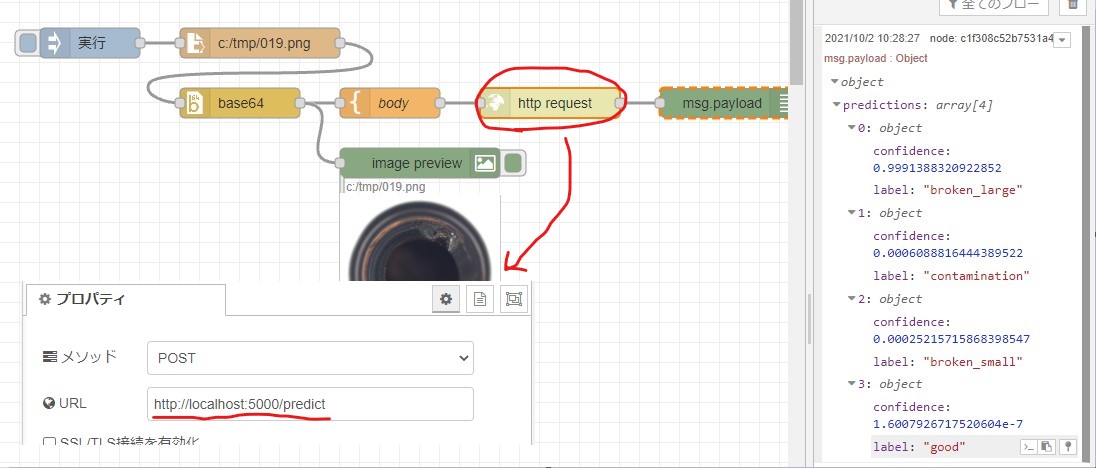 実行
c:/tmp/019.png
base64
body
http request
msg.payload
image preview
c:/tmp/019.png
プロパティ
メソッド
POST
URL
http://localhost:5000/predict
SSL/TLS接続を有効化
全てのフロー
2021/10/2 10:28:27 node: c1f308c52b7531a4
msg.payload : Object
object
predictions: array[4]
0: object
confidence:
0.9991388320922852
label: "broken_large"
1: object
confidence:
0.0006088816444389522
label: "contamination"
2: object
confidence:
0.00025215715868398547
label: "broken_small"
3: object
confidence:
1.6007926717520604e-7
label: "good"